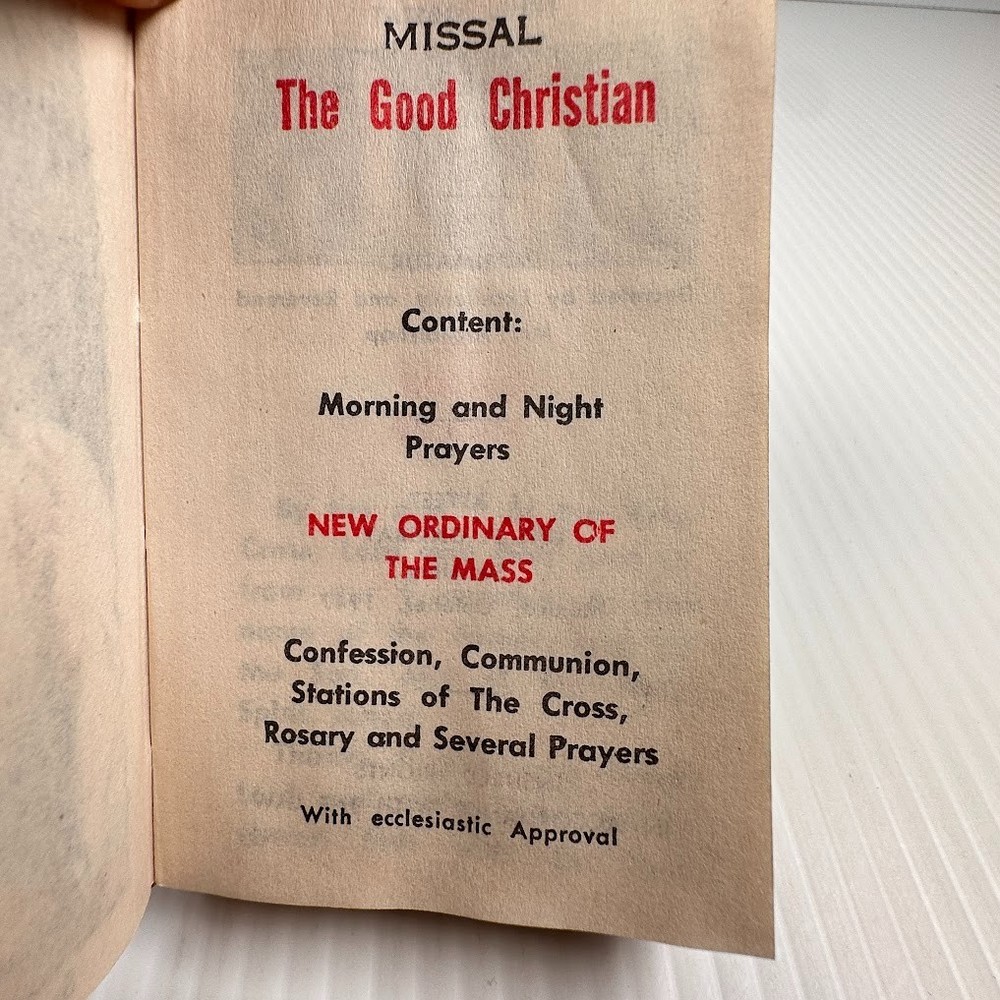 MISSAL
The Good Christian
Content:
Morning and Night
Prayers
NEW ORDINARY OF
THE MASS
Confession, Communion,
Stations of The Cross,
Rosary and Several Prayers
With ecclesiastic Approval